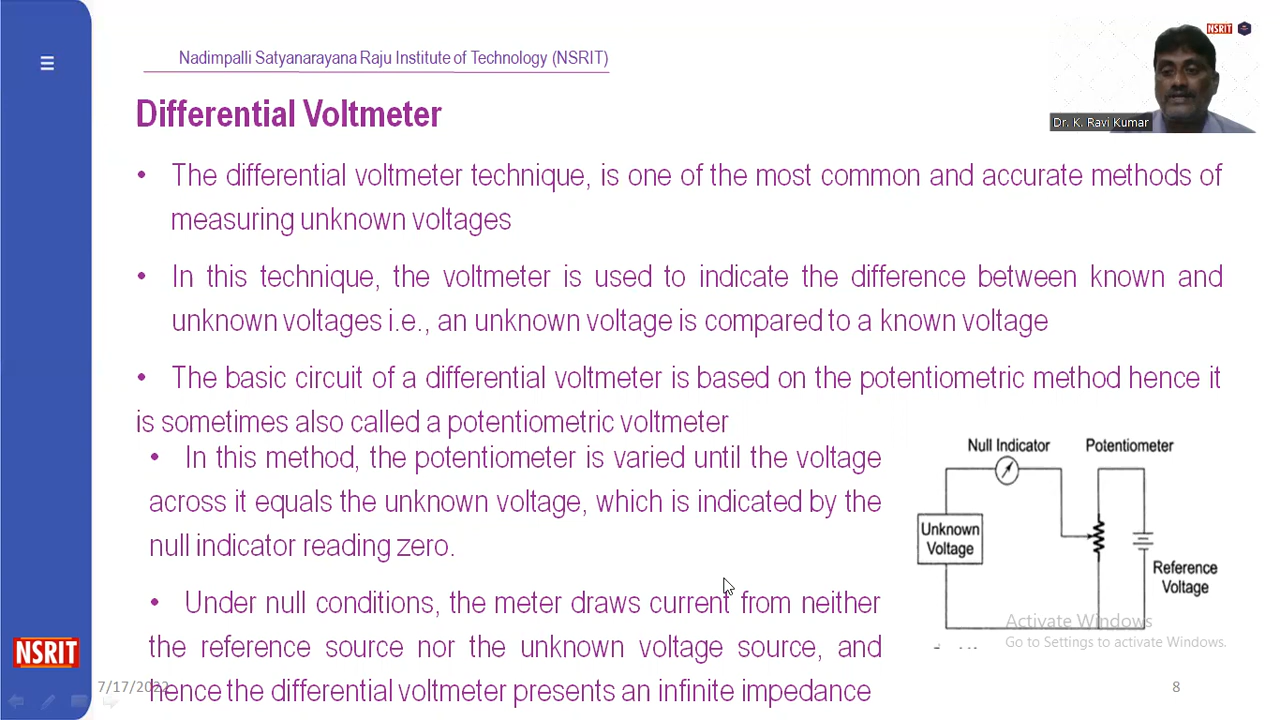 Nadimpalli Satyanarayana Raju Institute of Technology (NSRIT)
NSRIT
Dr. K. Ravi Kumar
Differential Voltmeter
• The differential voltmeter technique, is one of the most common and accurate methods of
measuring unknown voltages
• In this technique, the voltmeter is used to indicate the difference between known and
unknown voltages i.e., an unknown voltage is compared to a known voltage
• The basic circuit of a differential voltmeter is based on the potentiometric method hence it
is sometimes also called a potentiometric voltmeter
• In this method, the potentiometer is varied until the voltage
across it equals the unknown voltage, which is indicated by the
null indicator reading zero.
• Under null conditions, the meter draws current from neither
the reference source nor the unknown voltage source, and
hence the differential voltmeter presents an infinite impedance
Null Indicator
Potentiometer
Unknown
Voltage
Reference
Voltage
Activate Windows
Go to Settings to activate Windows.
NSRIT
7/17/2022
8